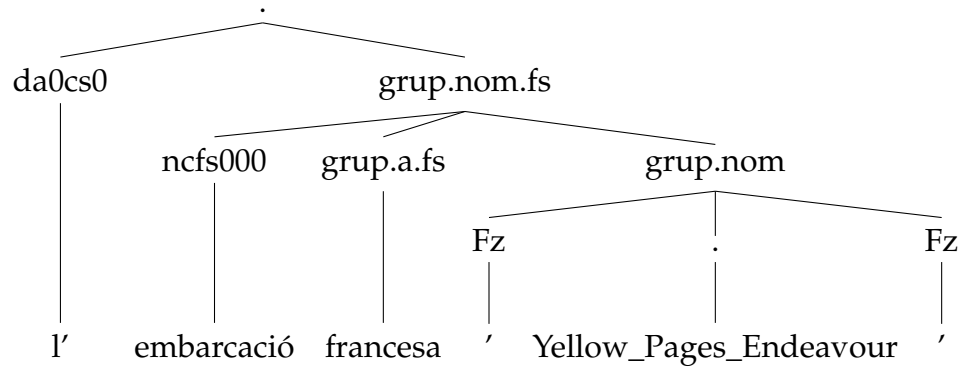 .
da0cs0 grup.nom.fs
ncfs000 grup.a.fs grup.nom
Fz . Fz
l’ embarcació francesa ’ Yellow_Pages_Endeavour ’